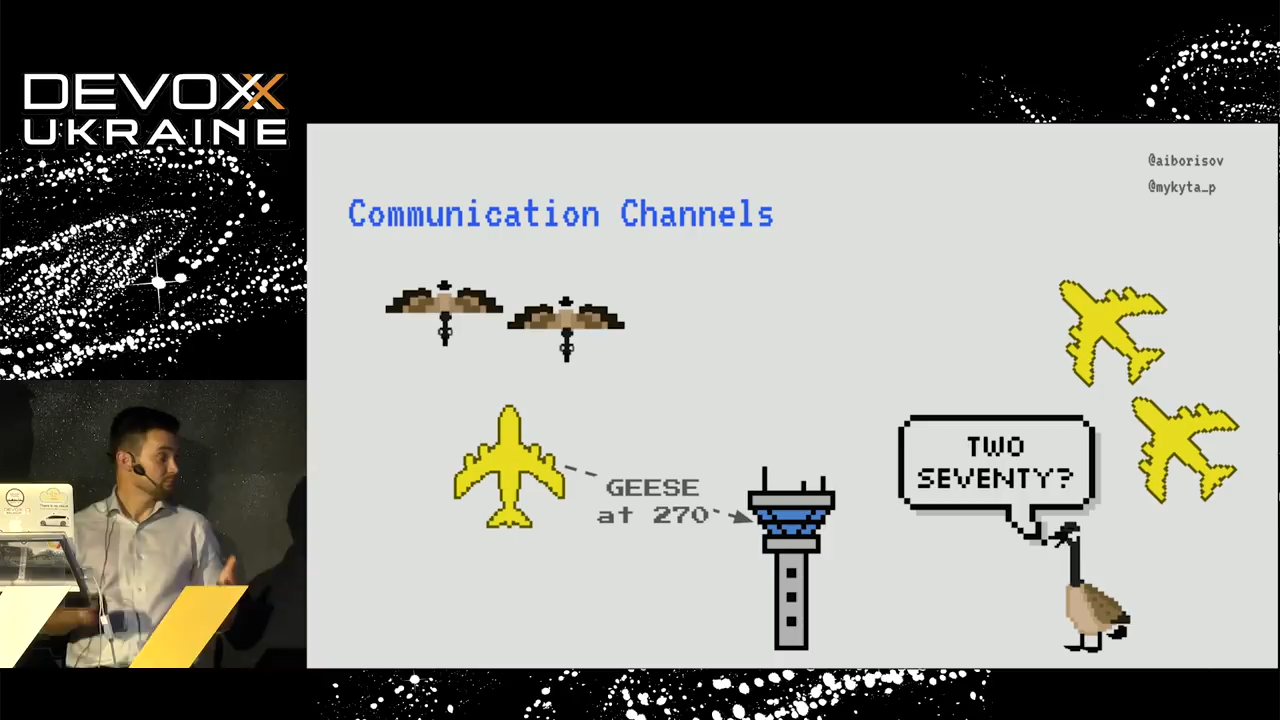 DEVOXX
UKRAINE
@aiborisov
@mykyta_p
Communication Channels
GEESE
at 270
TWO
SEVENTY?